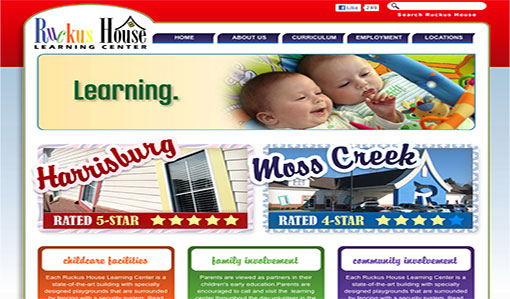 Like 289
Search Ruckus House
Ruckus House
LEARNING CENTER
HOME ABOUT US CURRICULUM EMPLOYMENT LOCATIONS
Learning.
Harrisburg
RATED 5-STAR
Moss Creek
R
RATED 4-STAR
childcare facilities
Each Ruckus House Learning Center is a
state-of-the-art building with specially
designed playgrounds that are surrounded
by fencing with a security system. Read
family involvement
Parents are viewed as partners in their
children's early education Parents are
encouraged to call and visit the learning
center throughout the day volunteer in the
community involvement
Each Ruckus House Learning Center is a
state-of-the-art building with specially
designed playgrounds that are surrounded
by fencing with a security system. Read